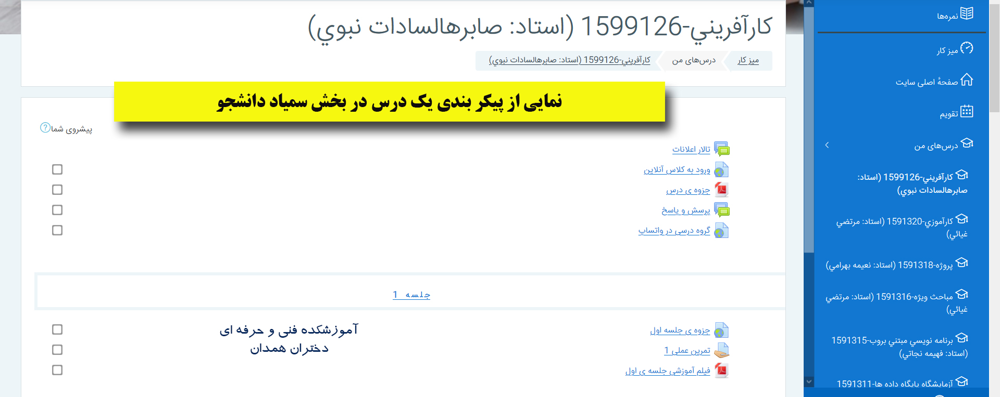 نمره‌ها
میز کار
صفحهٔ اصلی سایت
تقویم
درس‌های من
کارآفريني-1599126 (استاد:
صابرهالسادات نبوي)
کارآموزي-1591320 (استاد: مرتضي
غيائي)
پروژه-1591318 (استاد: نعیمه بهرامي)
مباحث ویژه-1591316 (استاد: مرتضي
غيائي)
برنامه نويسي مبتني بروب-1591315
(استاد: فهیمه نجاتي)
آزمایشگاه پایگاه داده ها-1591311
کارآفريني-1599126 (استاد: صابرهالسادات نبوي)
میز کار
درس‌های من
کارآفريني-1599126 (استاد: صابرهالسادات نبوي)
نمایی از پیکر بندی یک درس در بخش سمیاد دانشجو
پیشروی شما
تالار اعلانات
ورود به کلاس آنلاین
جزوه ی درس
پرسش و پاسخ
گروه درسی در واتساپ
جلسه 1
جزوه ی جلسه اول
تمرین عملی 1
فیلم آموزشی جلسه ی اول
آموزشکده فنی و حرفه ای
دختران همدان